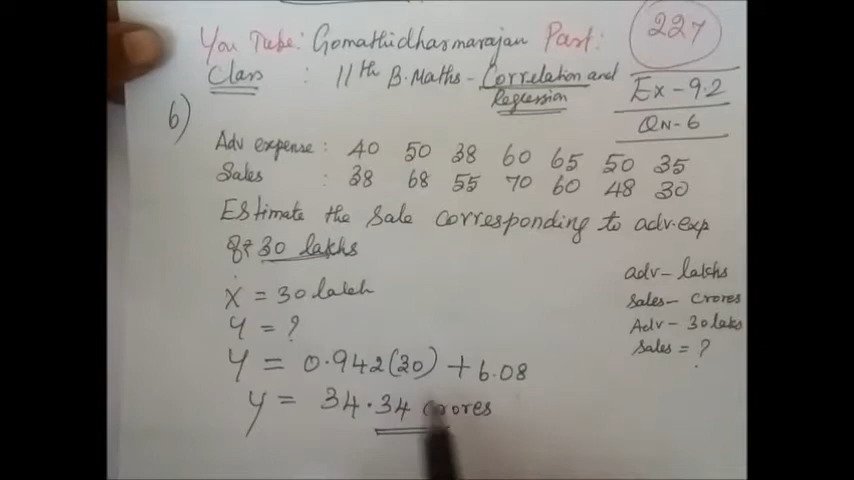 You Tube: Gomathidharmarajan Part: 227
Class : 11th B.Maths - Correlation and Regression
Ex-9.2
QN-6
6)
Adv expense : 40 50 38 60 65 50 35
Sales : 38 68 55 70 60 48 30
Estimate the sale corresponding to adv.exp
of ₹ 30 lakhs
X = 30 lakh
Y = ?
Y = 0.942(30) + 6.08
y = 34.34 crores
adv - lakhs
Sales - crores
Adv - 30 laks
Sales = ?